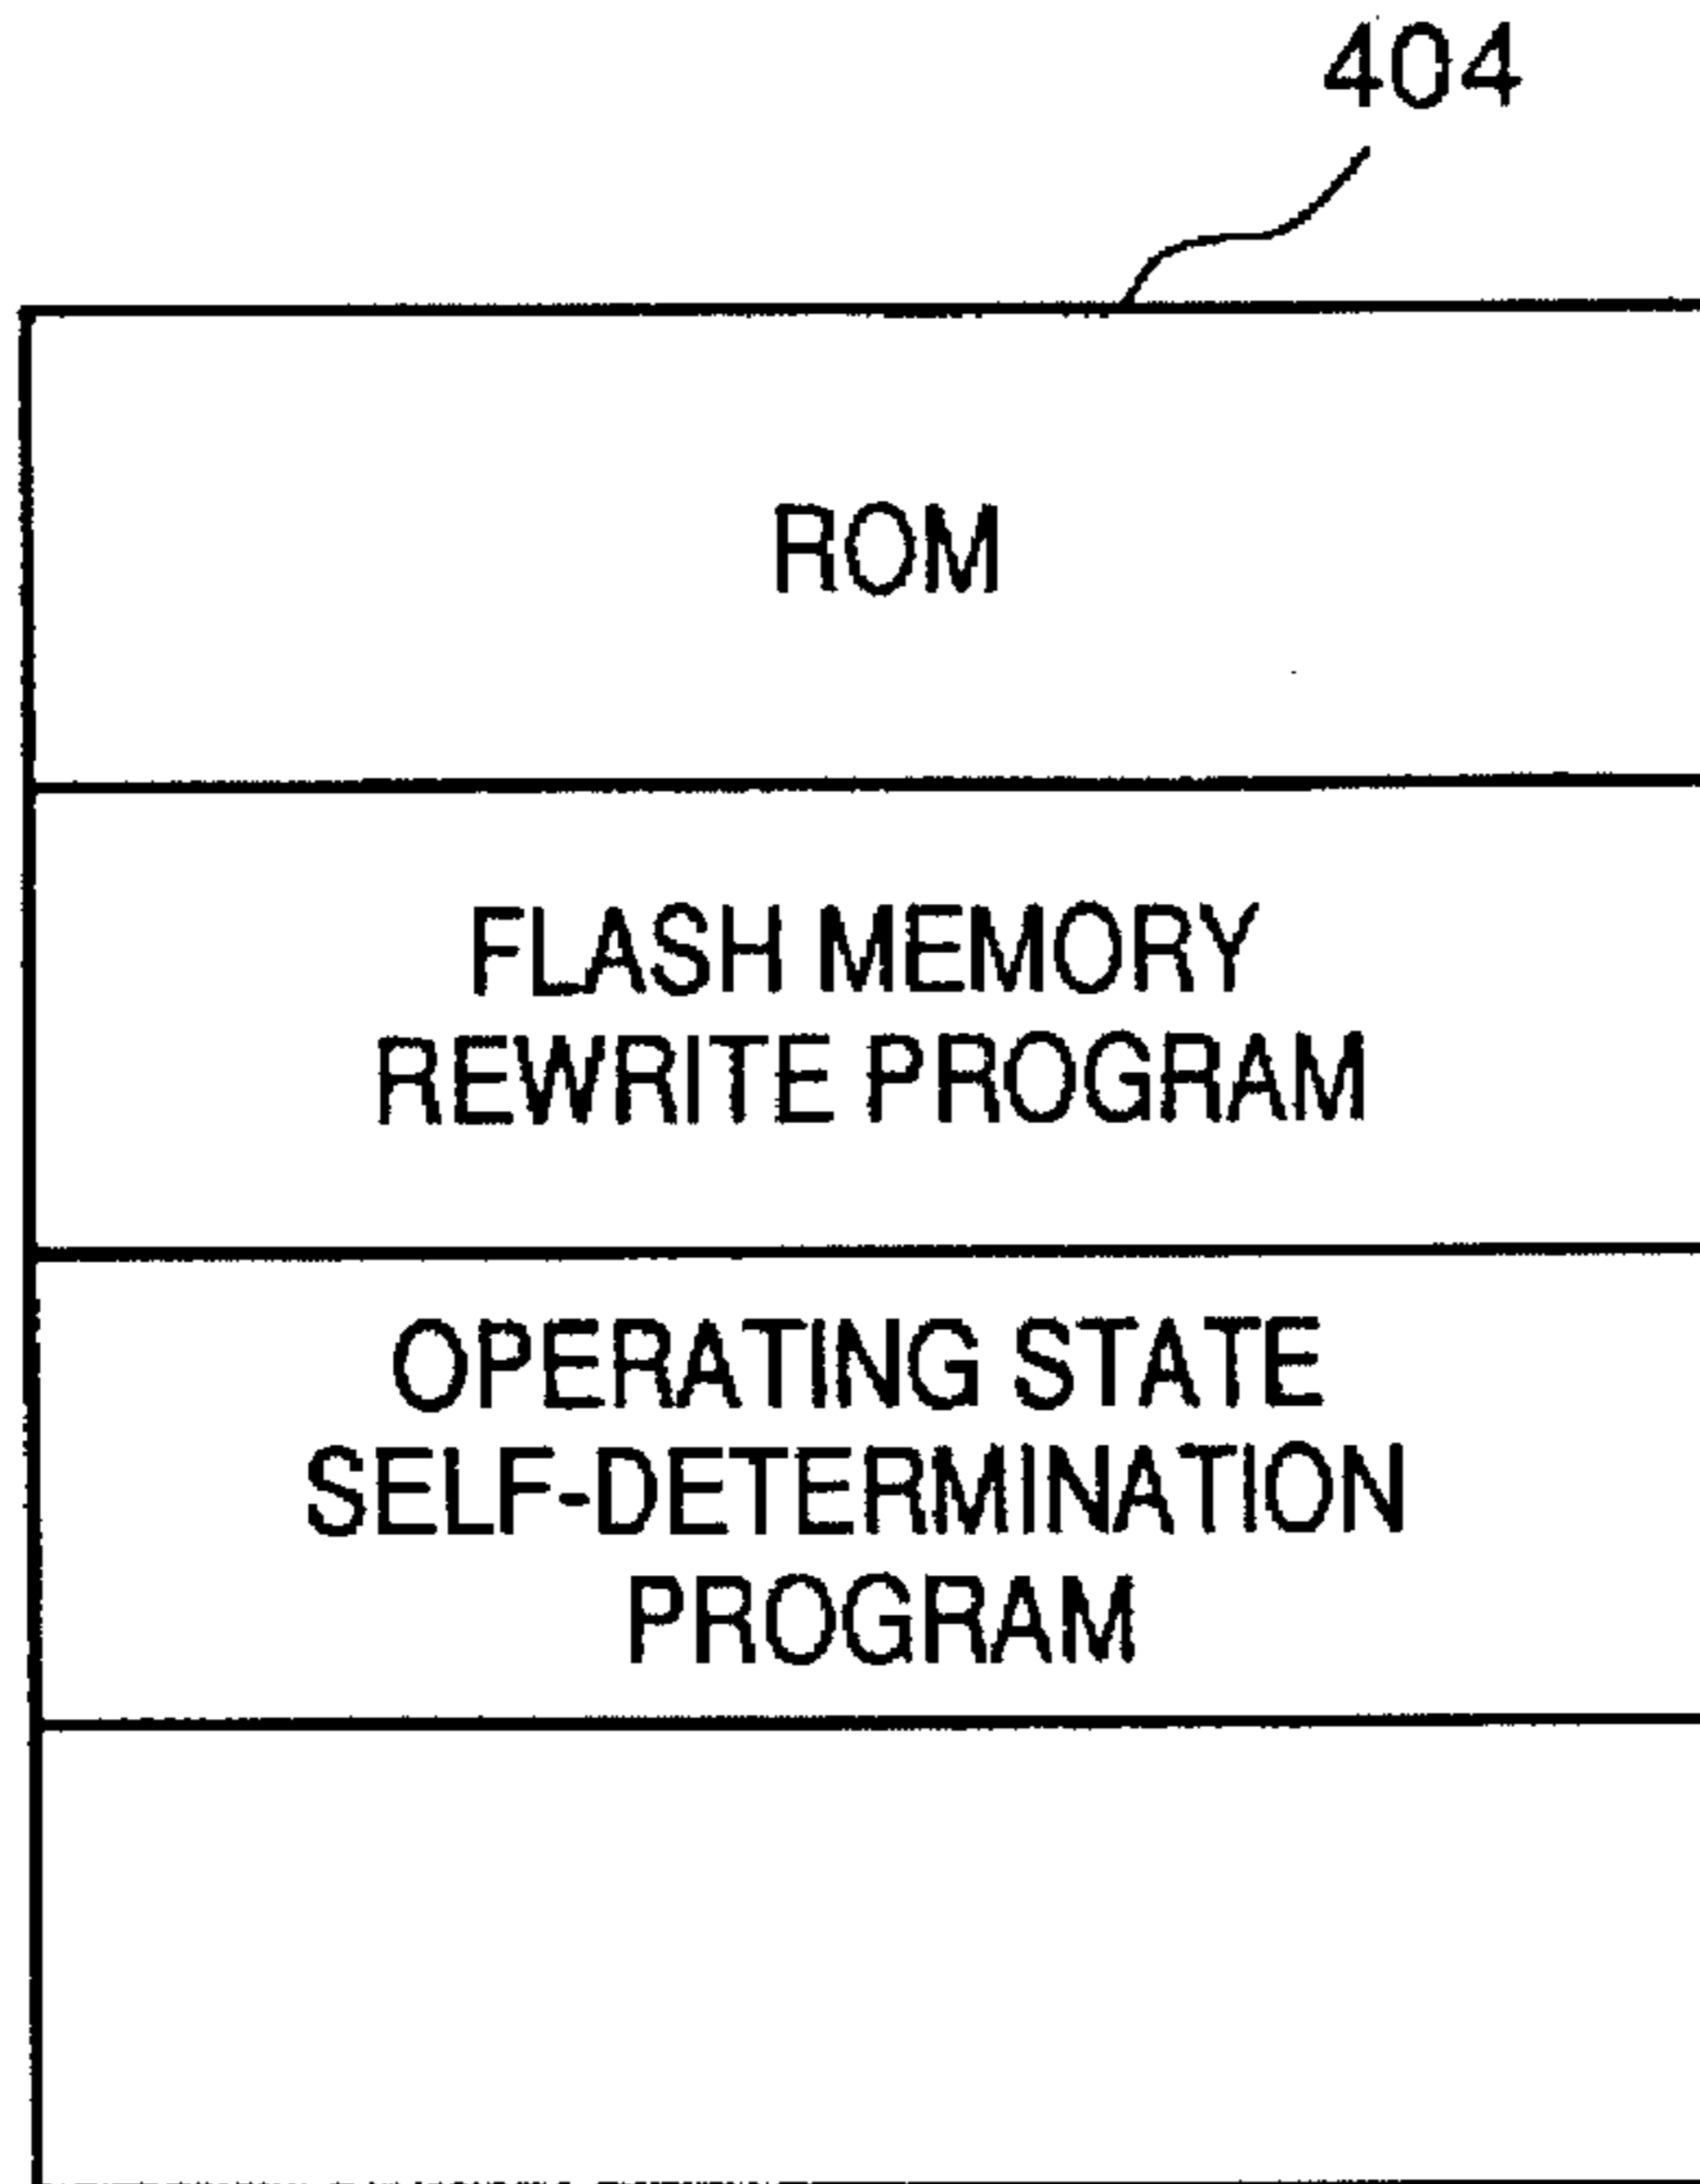 404
ROM
FLASH MEMORY
REWRITE PROGRAM
OPERATING STATE
SELF-DETERMINATION
PROGRAM